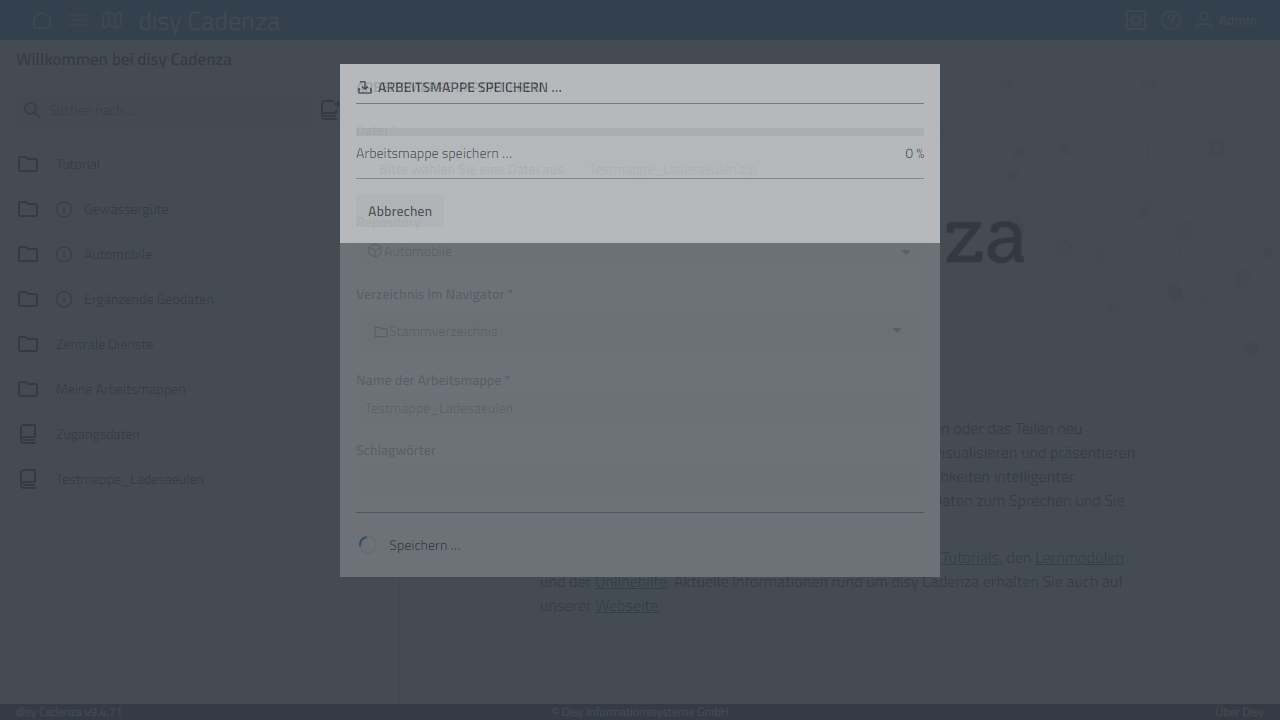 disy Cadenza
Admin
Willkommen bei disy Cadenza
Suchen nach ...
Tutorial
Gewässergüte
Automobile
Ergänzende Geodaten
Zentrale Dienste
Meine Arbeitsmappen
Zugangsdaten
Testmappe_Ladesaeulen
ARBEITSMAPPE SPEICHERN ...
Datei *
Arbeitsmappe speichern ...
0 %
Bitte wählen Sie eine Datei aus.
Testmappe_Ladesaeulen.zip
Abbrechen
Repository
Automobile
Verzeichnis im Navigator *
Stammverzeichnis
Name der Arbeitsmappe *
Testmappe_Ladesaeulen
Schlagwörter
Speichern ...
za
n oder das Teilen neu
isualisieren und präsentieren
hkeiten intelligenter
aten zum Sprechen und Sie
Tutorials, den Lernmodulen
und der Onlinehilfe. Aktuelle Informationen rund um disy Cadenza erhalten Sie auch auf
unserer Webseite.
disy Cadenza v9.4.71
© Disy Informationssysteme GmbH
Über Disy